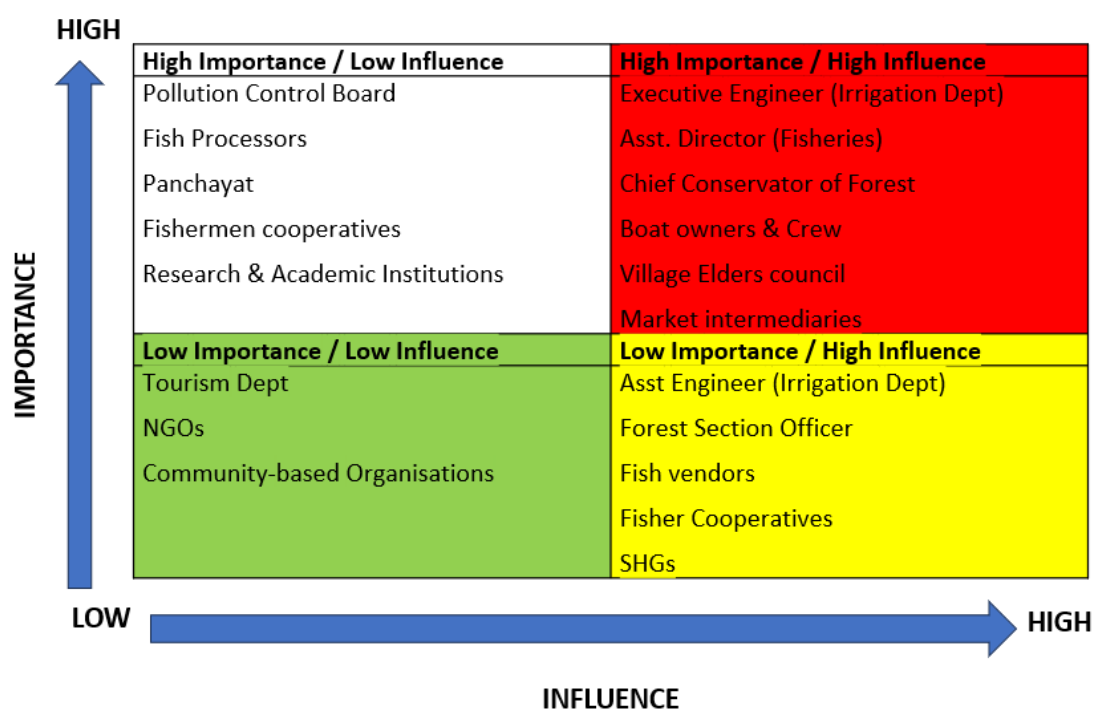 HIGH
High Importance / Low Influence
Pollution Control Board
Fish Processors
Panchayat
Fishermen cooperatives
Research & Academic Institutions
High Importance / High Influence
Executive Engineer (Irrigation Dept)
Asst. Director (Fisheries)
Chief Conservator of Forest
Boat owners & Crew
Village Elders council
Market intermediaries
IMPORTANCE
Low Importance / Low Influence
Tourism Dept
NGOs
Community-based Organisations
Low Importance / High Influence
Asst Engineer (Irrigation Dept)
Forest Section Officer
Fish vendors
Fisher Cooperatives
SHGs
LOW
HIGH
INFLUENCE